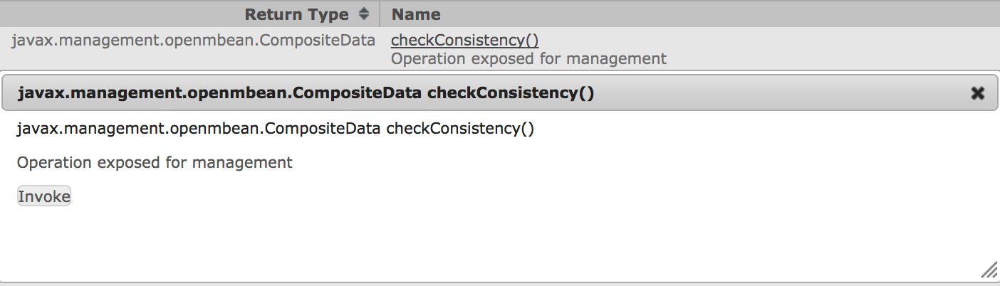 Return Type Name
javax.management.openmbean.CompositeData checkConsistency()
Operation exposed for management
javax.management.openmbean.CompositeData checkConsistency()
javax.management.openmbean.CompositeData checkConsistency()
Operation exposed for management
Invoke